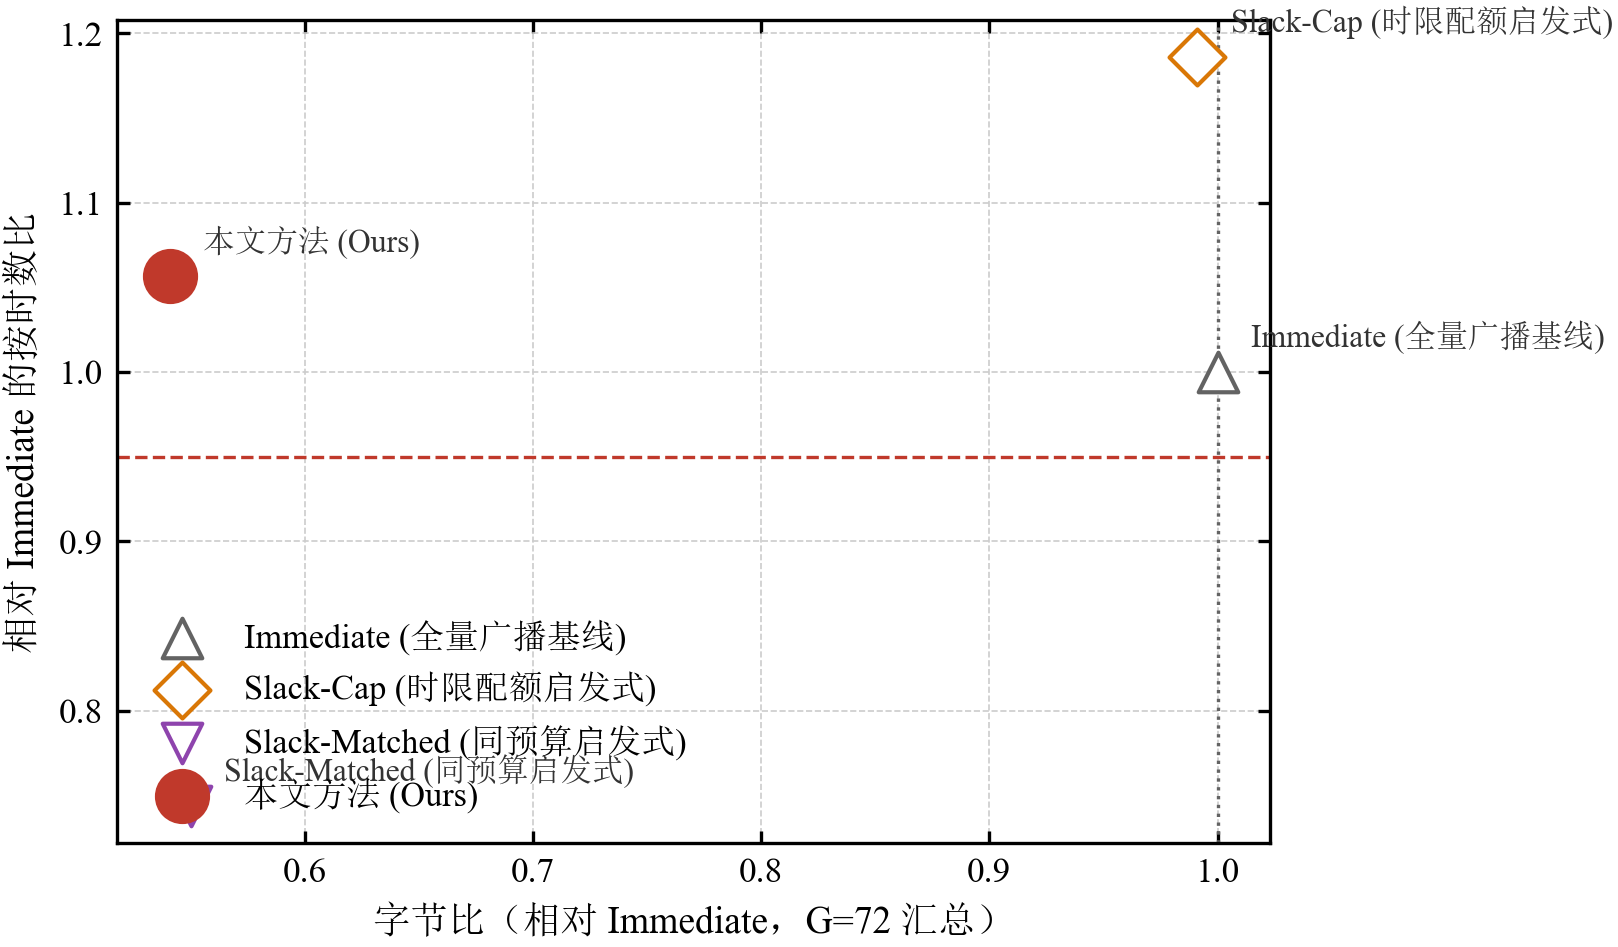 Slack-Cap (时限配额启发式)
1.2
1.1
本文方法 (Ours)
Immediate (全量广播基线)
1.0
0.9
0.8
相对 Immediate 的按时数比
Immediate (全量广播基线)
Slack-Cap (时限配额启发式)
Slack-Matched (同预算启发式)
Slack-Matched (同预算启发式)
本文方法 (Ours)
0.6 0.7 0.8 0.9 1.0
字节比（相对 Immediate，G=72 汇总）